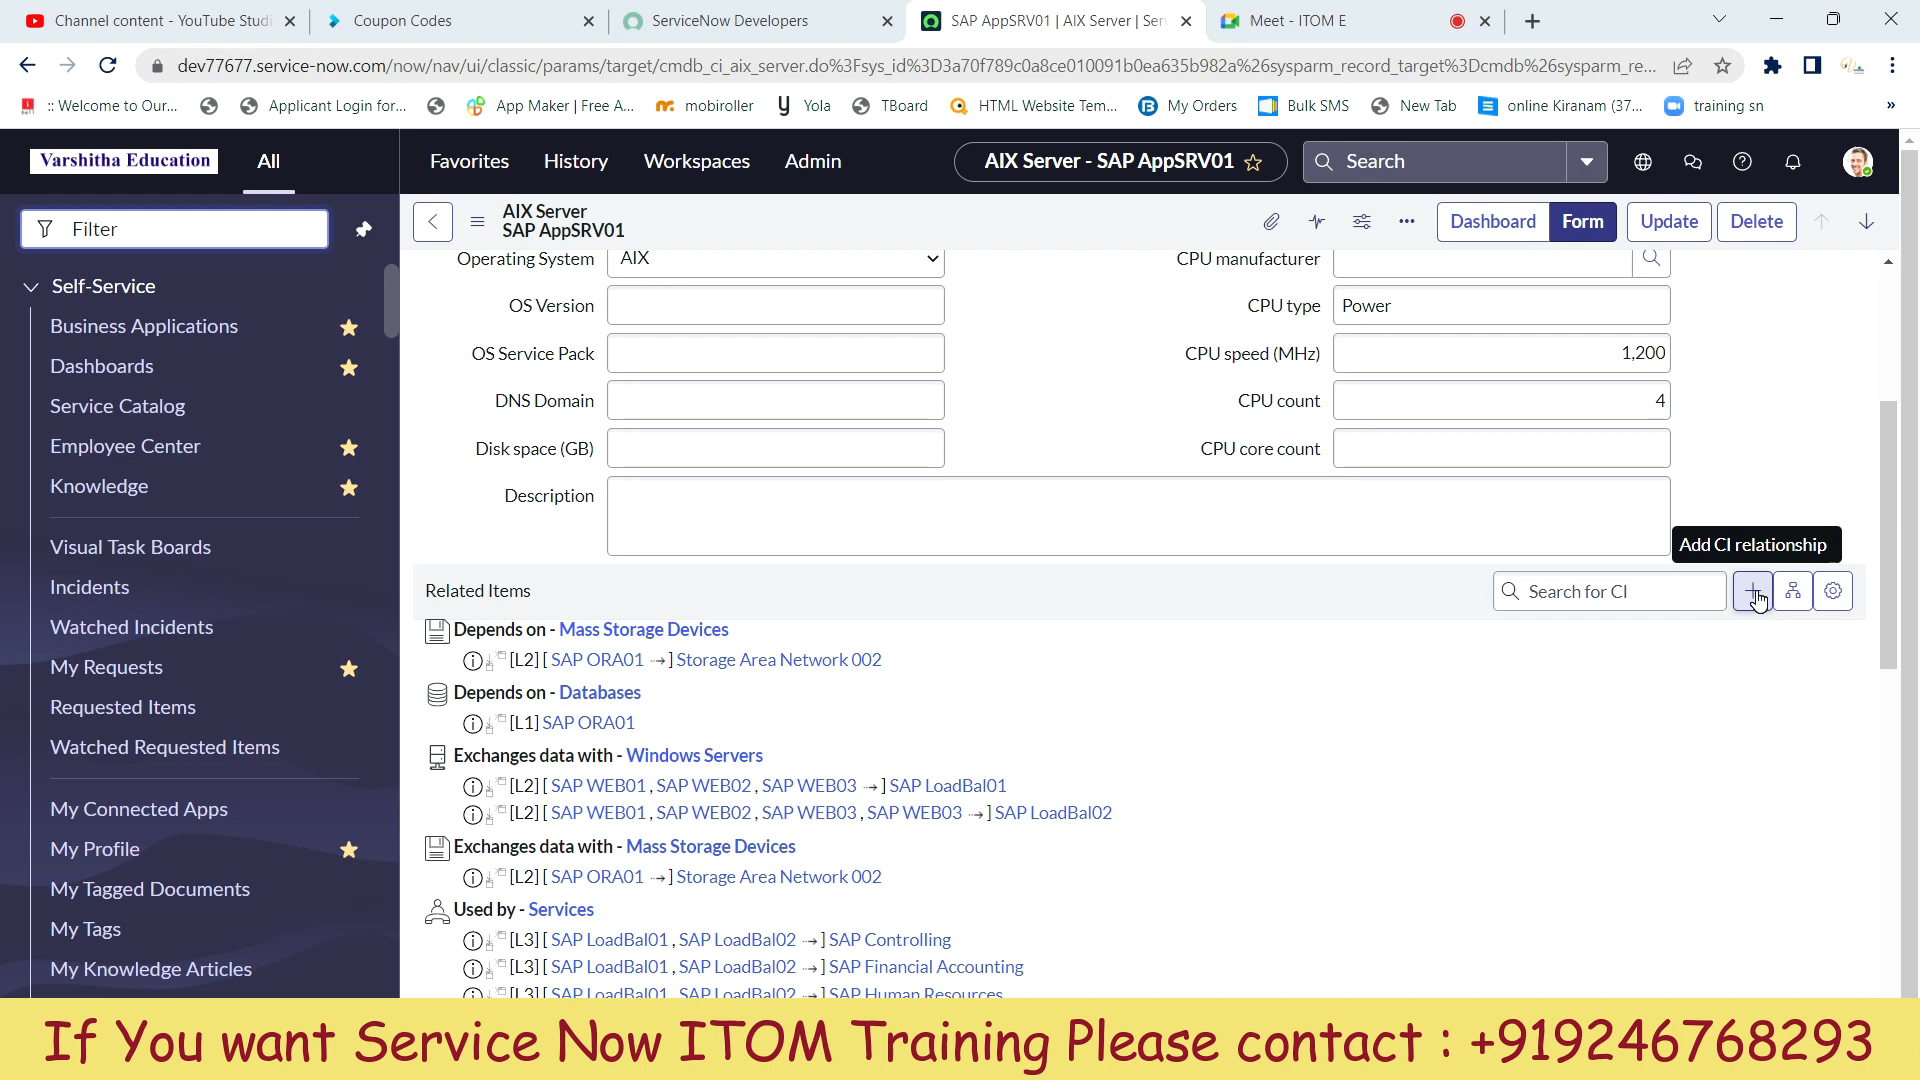 Channel content - YouTube Studi
Coupon Codes
ServiceNow Developers
SAP AppSRV01 | AIX Server | Ser
Meet - ITOM E
dev77677.service-now.com/now/nav/ui/classic/params/target/cmdb_ci_aix_server.do%3Fsys_id%3D3a70f789c0a8ce010091b0ea635b982a%26sysparm_record_target%3Dcmdb%26sysparm_re...
:: Welcome to Our...
Applicant Login for...
App Maker | Free A...
mobiroller
Yola
TBoard
HTML Website Tem...
My Orders
Bulk SMS
New Tab
online Kiranam (37...
training sn
»
Varshitha Education
All
Favorites
History
Workspaces
Admin
AIX Server - SAP AppSRV01
Search
Filter
AIX Server
SAP AppSRV01
Dashboard
Form
Update
Delete
Self-Service
Business Applications
Dashboards
Service Catalog
Employee Center
Knowledge
Visual Task Boards
Incidents
Watched Incidents
My Requests
Requested Items
Watched Requested Items
My Connected Apps
My Profile
My Tagged Documents
My Tags
My Knowledge Articles
Operating System AIX
CPU manufacturer
OS Version
CPU type Power
OS Service Pack
CPU speed (MHz) 1,200
DNS Domain
CPU count 4
Disk space (GB)
CPU core count
Description
Add CI relationship
Related Items
Search for CI
Depends on - Mass Storage Devices
[L2] [ SAP ORA01 → ] Storage Area Network 002
Depends on - Databases
[L1] SAP ORA01
Exchanges data with - Windows Servers
[L2] [ SAP WEB01 , SAP WEB02 , SAP WEB03 → ] SAP LoadBal01
[L2] [ SAP WEB01 , SAP WEB02 , SAP WEB03 , SAP WEB03 → ] SAP LoadBal02
Exchanges data with - Mass Storage Devices
[L2] [ SAP ORA01 → ] Storage Area Network 002
Used by - Services
[L3] [ SAP LoadBal01 , SAP LoadBal02 → ] SAP Controlling
[L3] [ SAP LoadBal01 , SAP LoadBal02 → ] SAP Financial Accounting
[L3] [ SAP LoadBal01 , SAP LoadBal02 → ] SAP Human Resources
If You want Service Now ITOM Training Please contact : +919246768293